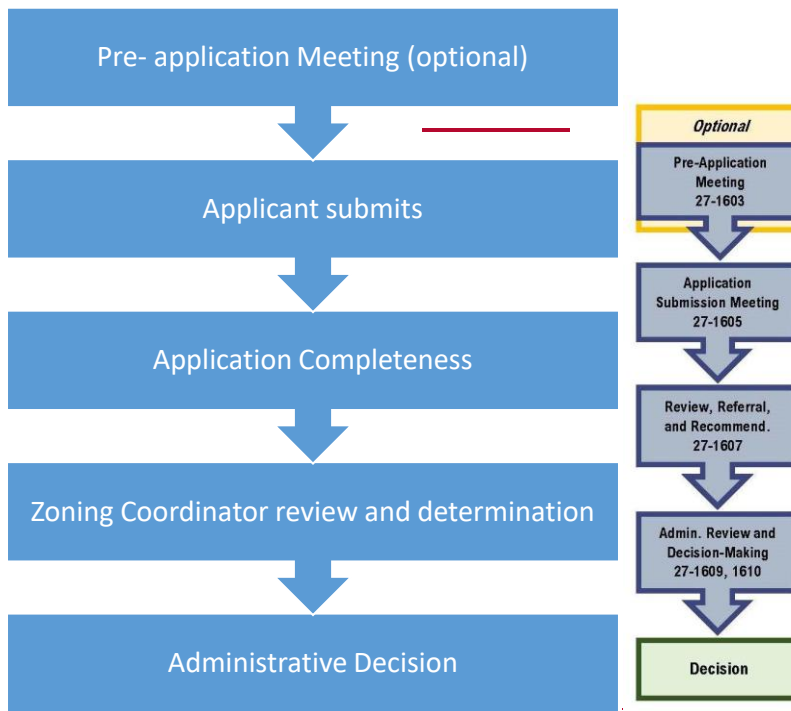 Pre- application Meeting (optional)
Applicant submits
Application Completeness
Zoning Coordinator review and determination
Administrative Decision
Optional
Pre-Application
Meeting
27-1603
Application
Submission Meeting
27-1605
Review, Referral,
and Recommend.
27-1607
Admin. Review and
Decision-Making
27-1609, 1610
Decision